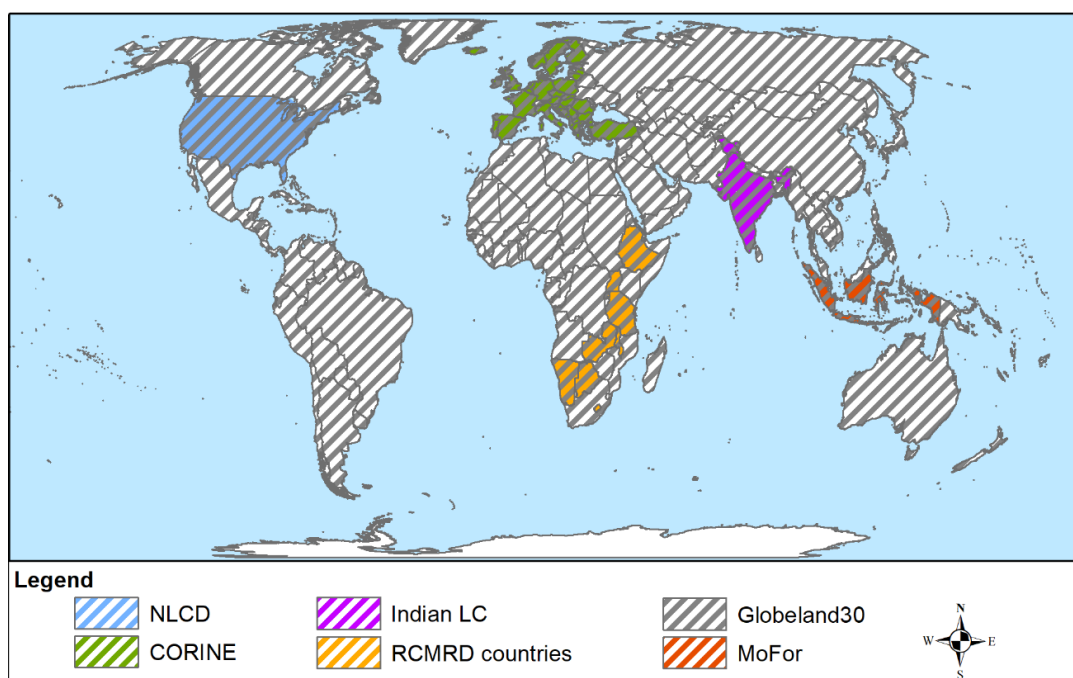 Legend
NLCD
Indian LC
Globeland30
CORINE
RCMRD countries
MoFor
N
W E
S